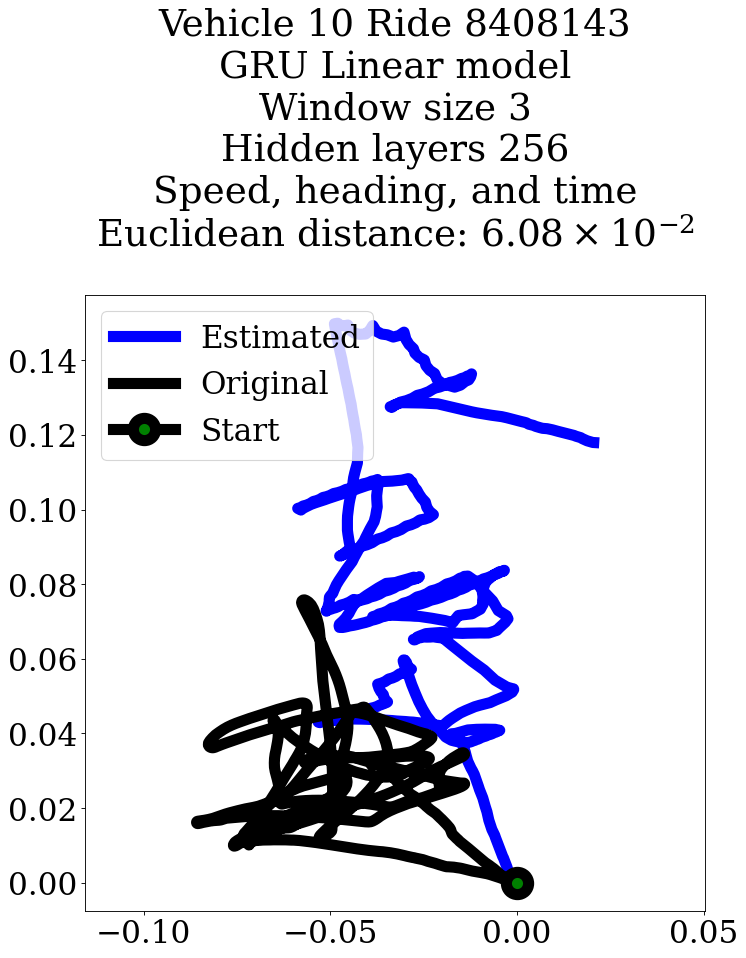 Vehicle 10 Ride 8408143
GRU Linear model
Window size 3
Hidden layers 256
Speed, heading, and time
Euclidean distance: 6.08 × 10⁻²
Estimated
Original
Start
0.14
0.12
0.10
0.08
0.06
0.04
0.02
0.00
−0.10 −0.05 0.00 0.05